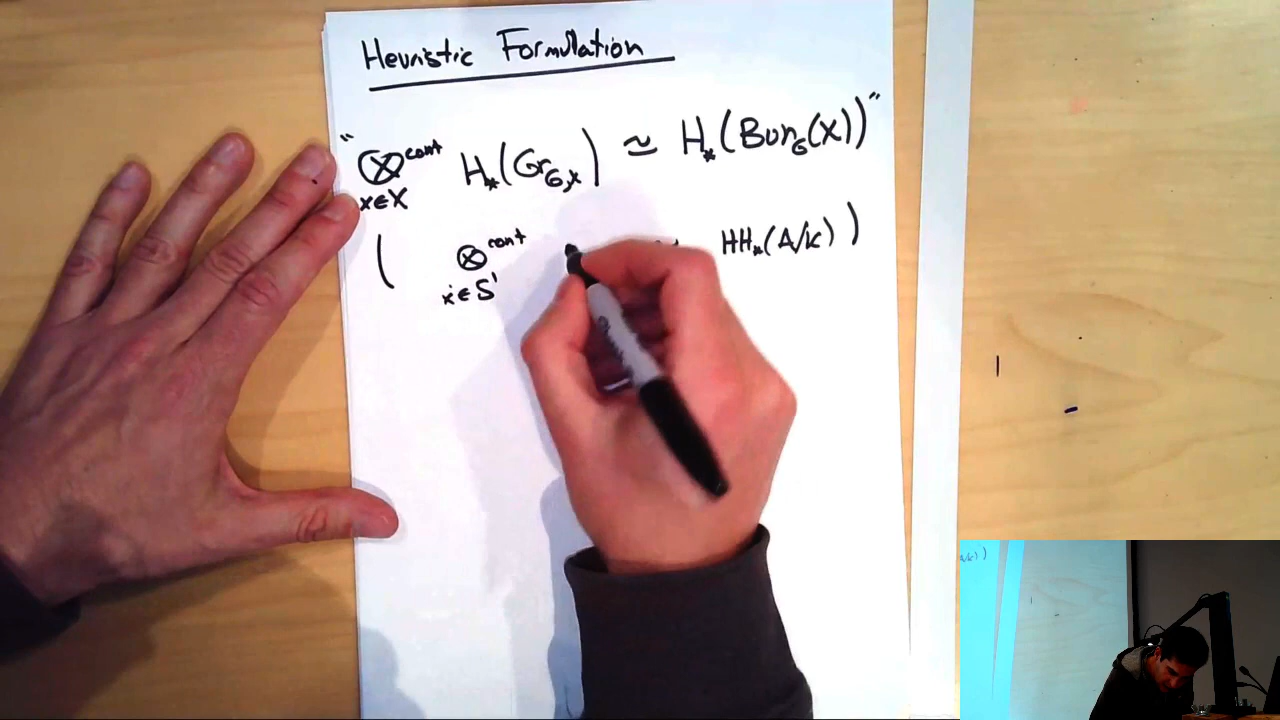 Heuristic Formulation
" ⊗^cont_{x∈X} H_*(Gr_{G,x}) ≃ H_*(Bun_G(X)) "
( ⊗^cont_{x∈S^1} HH_*(A/k) )